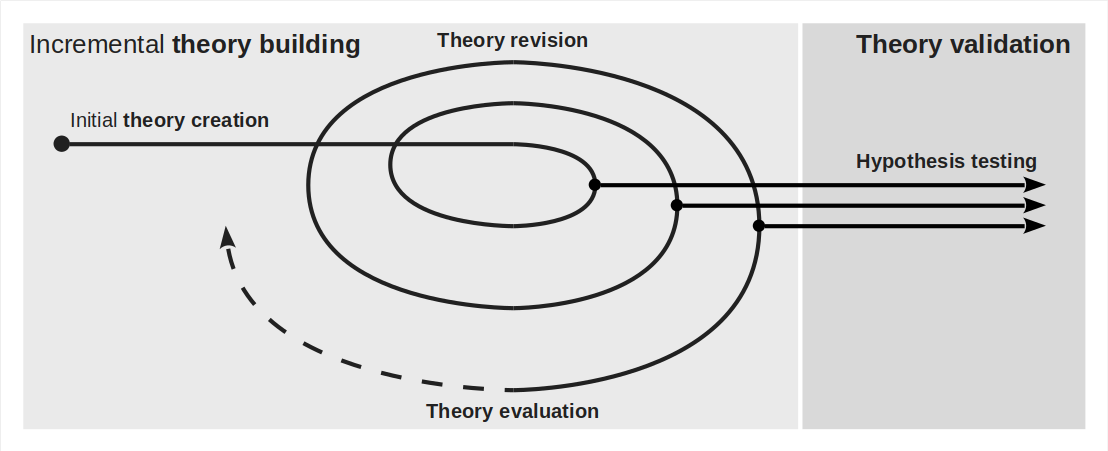 Incremental theory building
Theory revision
Theory validation
Initial theory creation
Hypothesis testing
Theory evaluation